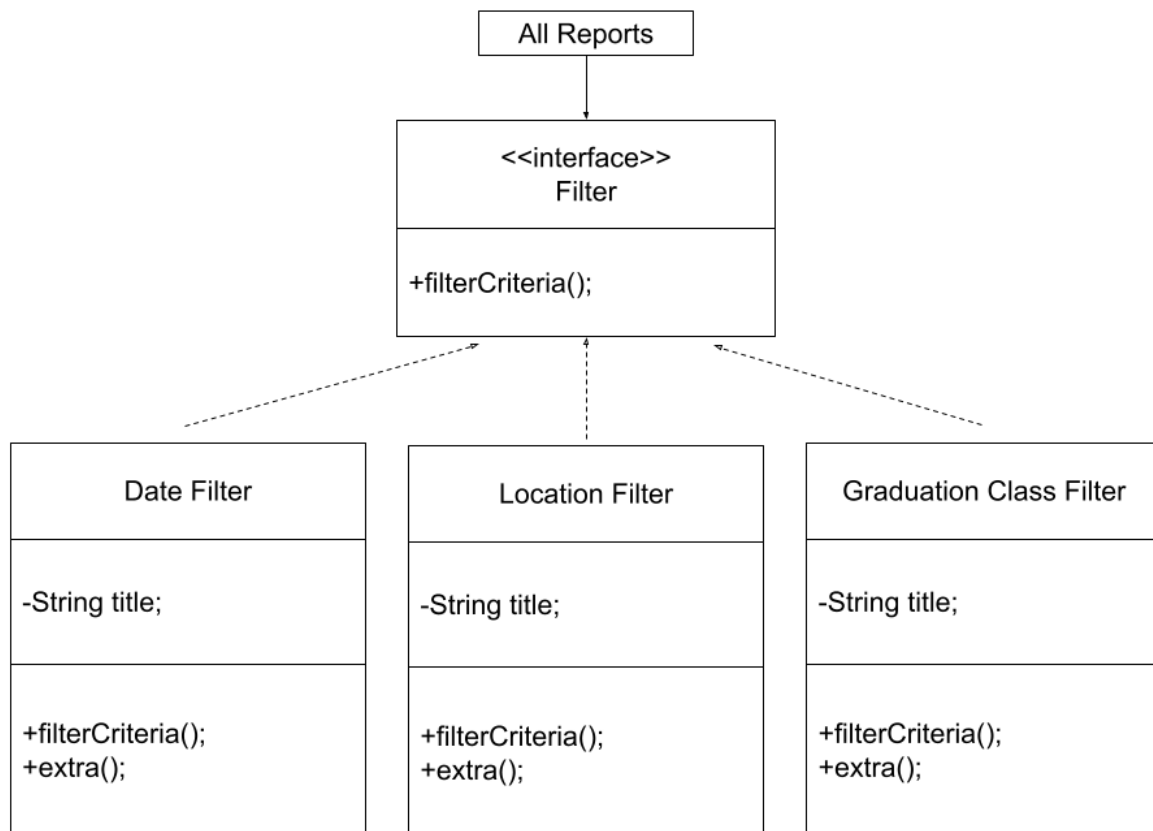 All Reports
<<interface>>
Filter
+filterCriteria();
Date Filter
-String title;
+filterCriteria();
+extra();
Location Filter
-String title;
+filterCriteria();
+extra();
Graduation Class Filter
-String title;
+filterCriteria();
+extra();